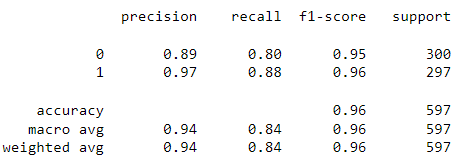 precision recall f1-score support
0 0.89 0.80 0.95 300
1 0.97 0.88 0.96 297
accuracy 0.96 597
macro avg 0.94 0.84 0.96 597
weighted avg 0.94 0.84 0.96 597